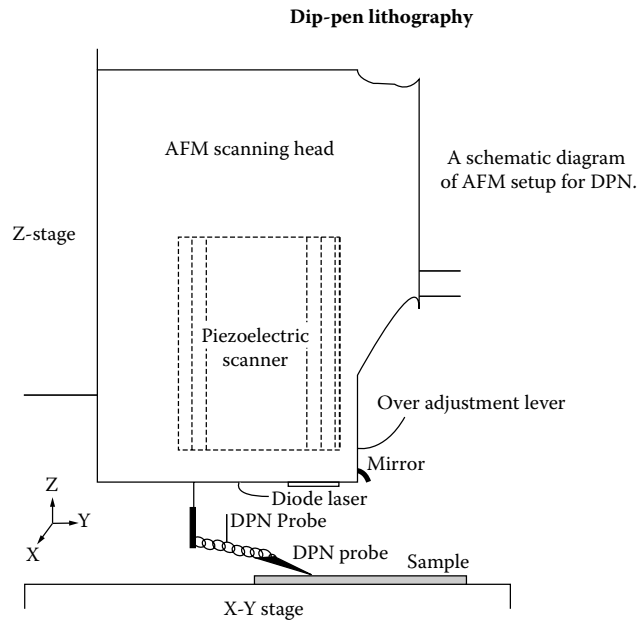 Dip-pen lithography
AFM scanning head
A schematic diagram
of AFM setup for DPN.
Z-stage
Piezoelectric
scanner
Over adjustment lever
Mirror
Diode laser
Z
Y
X
DPN Probe
DPN probe
Sample
X-Y stage